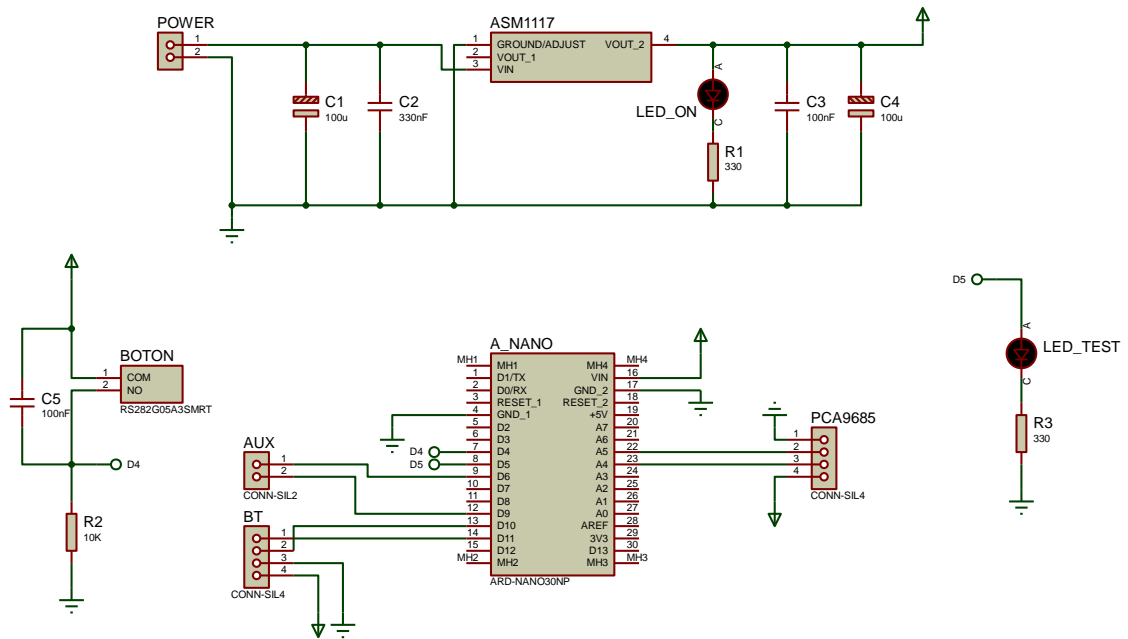 POWER
1
2
C1
100u
C2
330nF
ASM1117
1 GROUND/ADJUST VOUT_2 4
2 VOUT_1
3 VIN
A
LED_ON
C
R1
330
C3
100nF
C4
100u
BOTON
1 COM
2 NO
RS282G05A3SMRT
C5
100nF
D4
R2
10K
AUX
1
2
CONN-SIL2
BT
1
2
3
4
CONN-SIL4
D4
D5
A_NANO
MH1 MH1 MH4 MH4
1 D1/TX VIN 16
2 D0/RX GND_2 17
3 RESET_1 RESET_2 18
4 GND_1 +5V 19
5 D2 A7 20
6 D3 A6 21
7 D4 A5 22
8 D5 A4 23
9 D6 A3 24
10 D7 A2 25
11 D8 A1 26
12 D9 A0 27
13 D10 AREF 28
14 D11 3V3 29
15 D12 D13 30
MH2 MH2 MH3 MH3
ARD-NANO30NP
PCA9685
1
2
3
4
CONN-SIL4
D5
A
LED_TEST
C
R3
330